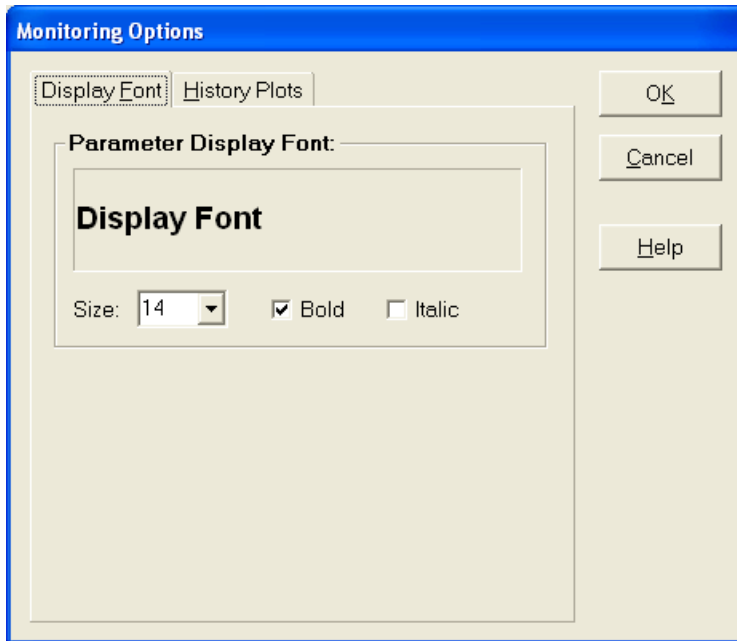 Monitoring Options
Display Font History Plots
OK
Parameter Display Font:
Cancel
Display Font
Help
Size: 14 Bold Italic